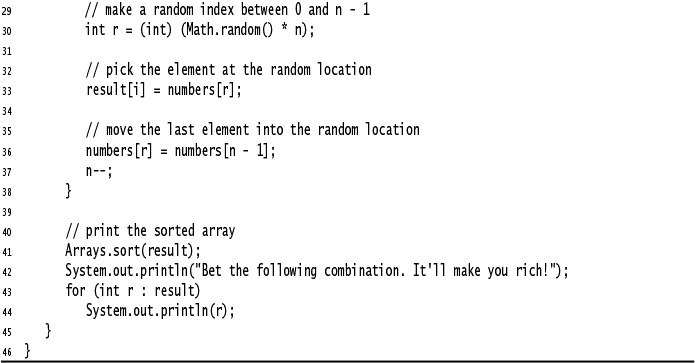 29 // make a random index between 0 and n - 1
30 int r = (int) (Math.random() * n);
31
32 // pick the element at the random location
33 result[i] = numbers[r];
34
35 // move the last element into the random location
36 numbers[r] = numbers[n - 1];
37 n--;
38 }
39
40 // print the sorted array
41 Arrays.sort(result);
42 System.out.println("Bet the following combination. It'll make you rich!");
43 for (int r : result)
44 System.out.println(r);
45 }
46 }